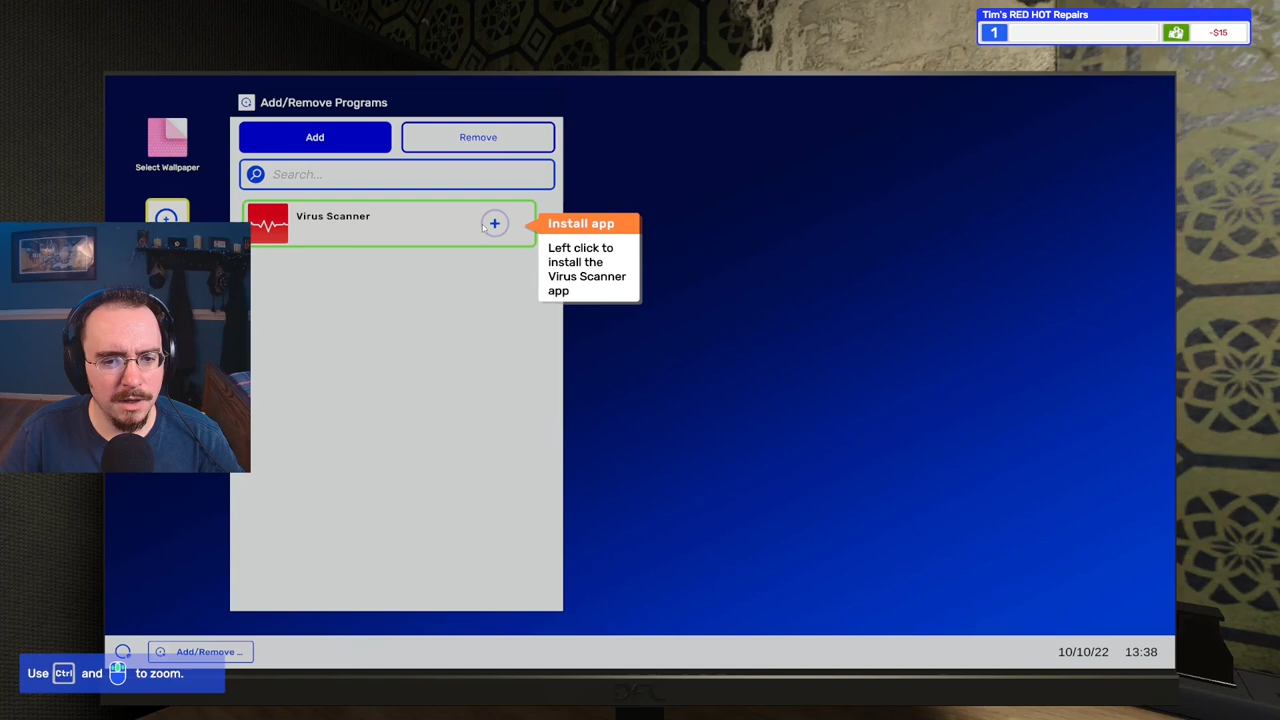 Tim's RED HOT Repairs
1
-$15
Add/Remove Programs
Add
Remove
Search...
Select Wallpaper
Virus Scanner
Install app
Left click to
install the
Virus Scanner
app
Add/Remove ...
10/10/22 13:38
Use Ctrl and to zoom.